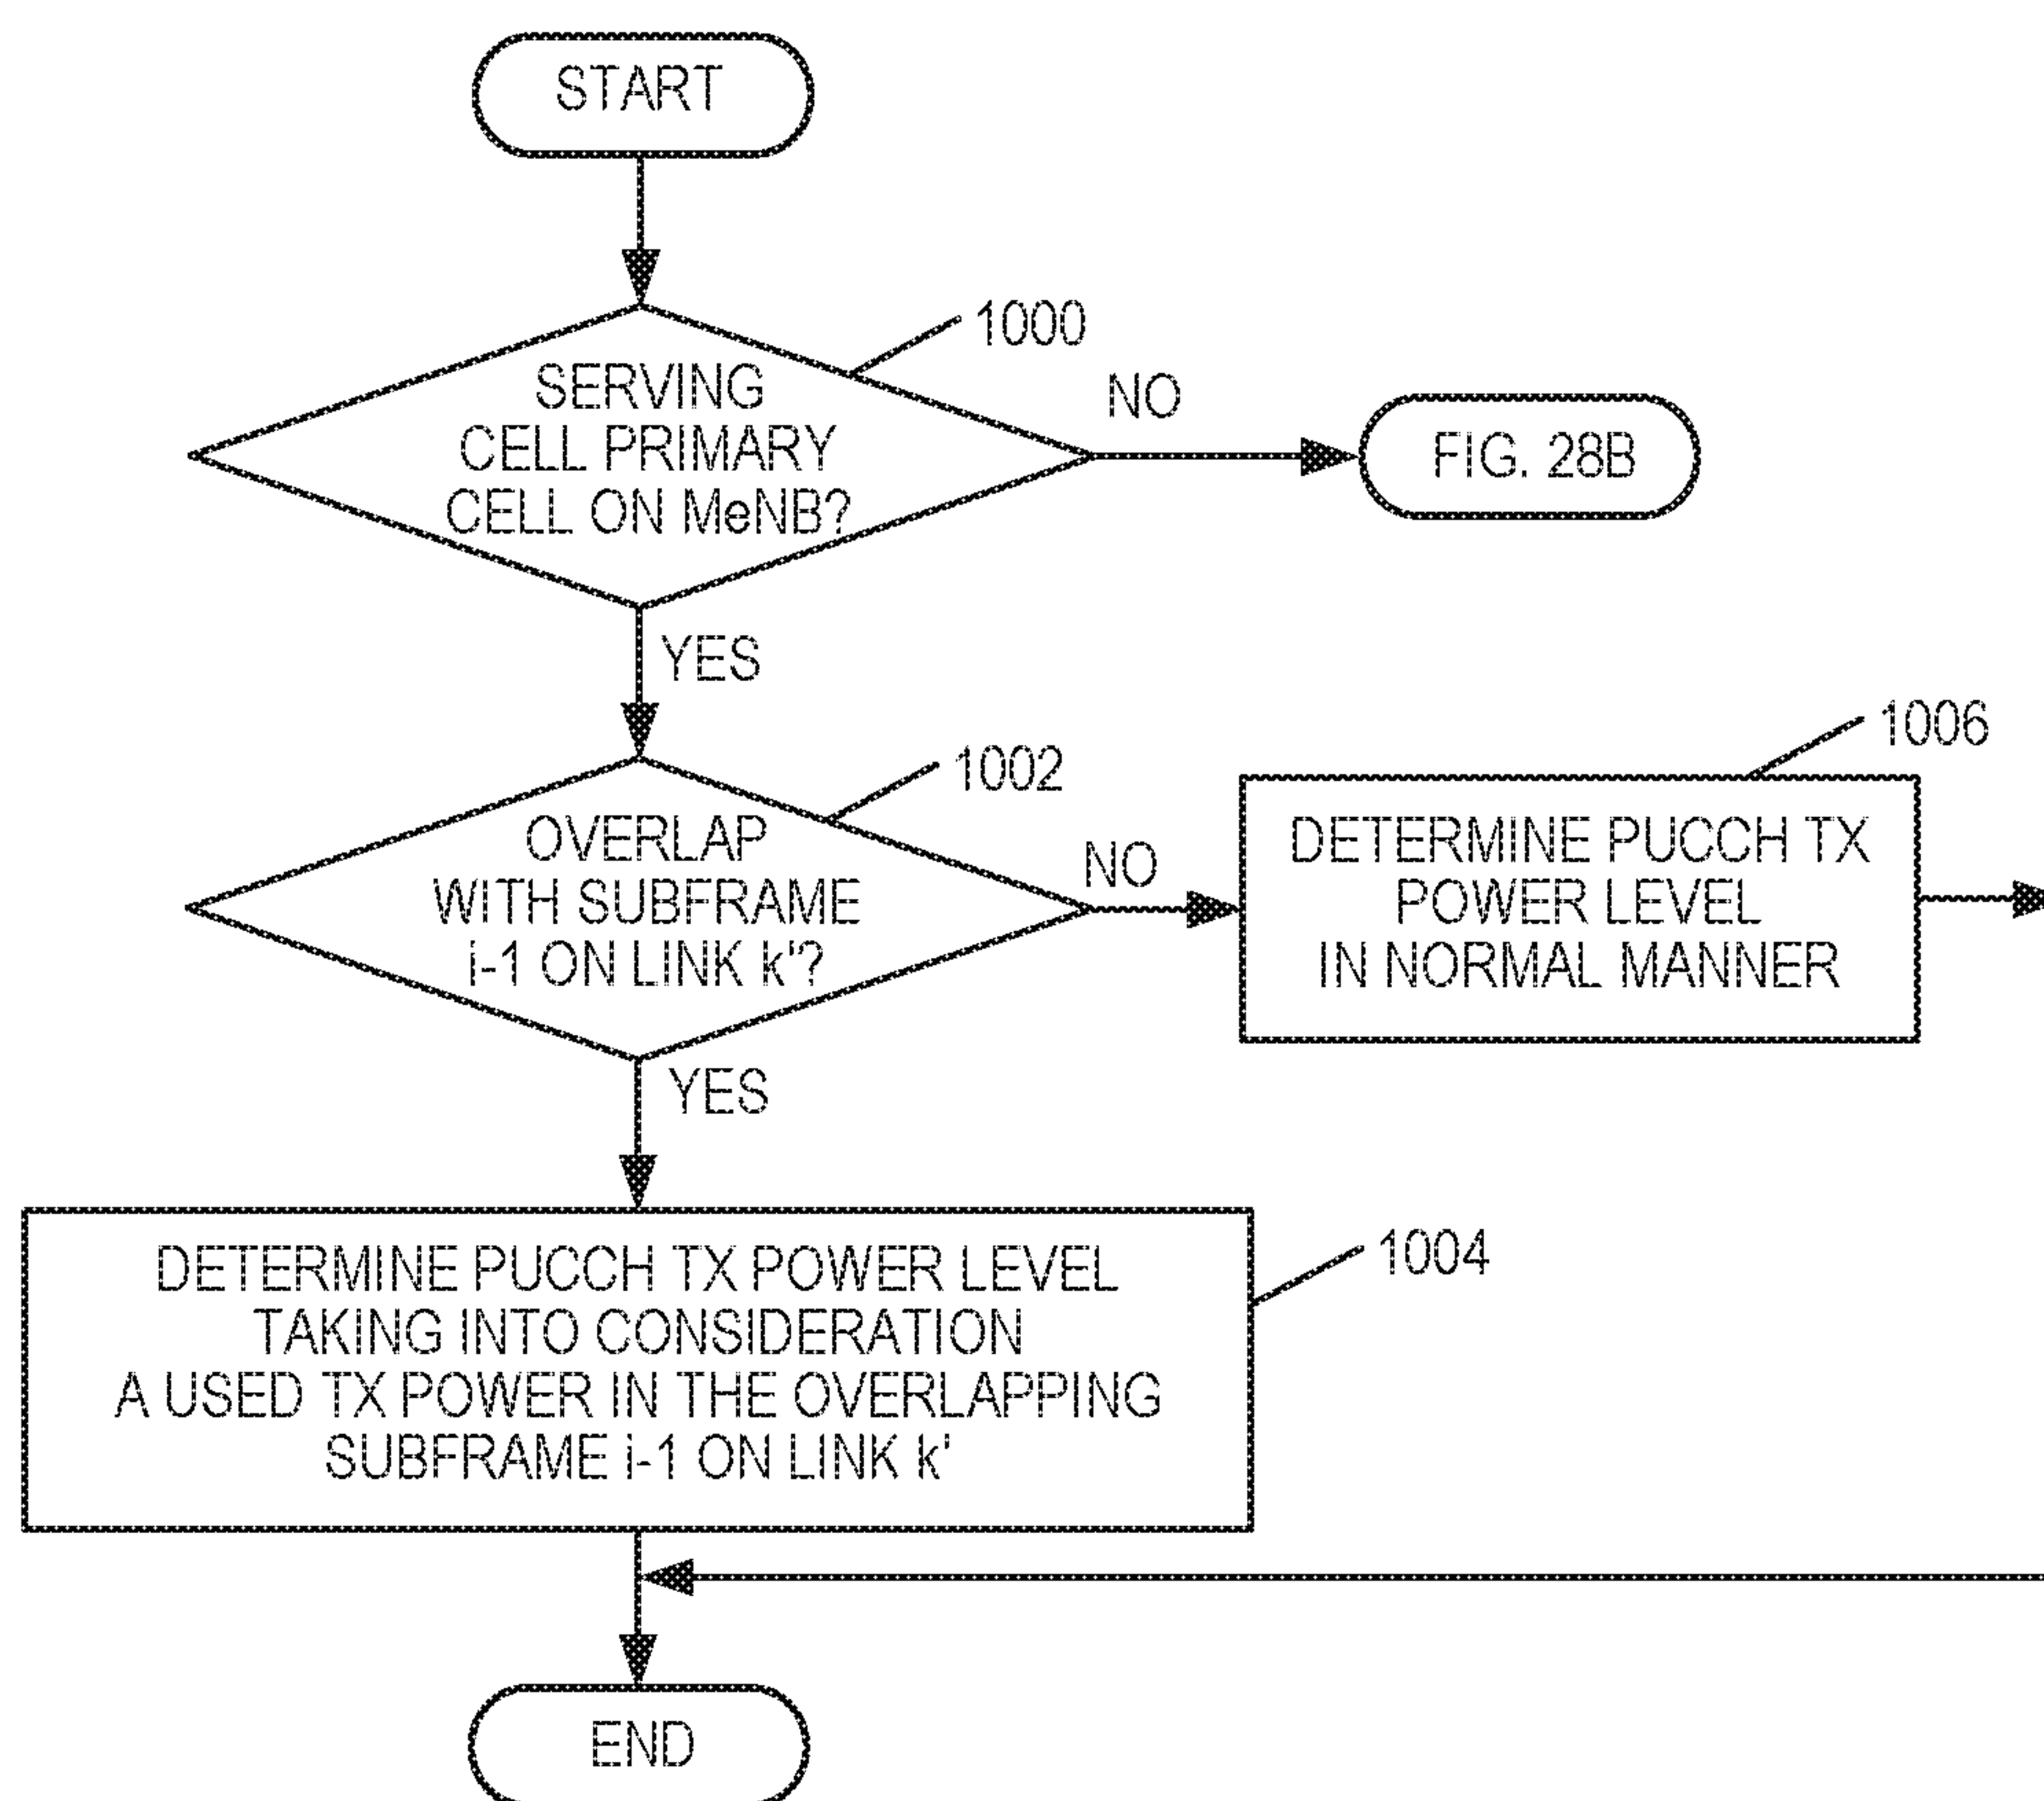 START
1000
SERVING
CELL PRIMARY
CELL ON MeNB?
NO
FIG. 28B
YES
1002
OVERLAP
WITH SUBFRAME
i-1 ON LINK k'?
NO
1006
DETERMINE PUCCH TX
POWER LEVEL
IN NORMAL MANNER
YES
1004
DETERMINE PUCCH TX POWER LEVEL
TAKING INTO CONSIDERATION
A USED TX POWER IN THE OVERLAPPING
SUBFRAME i-1 ON LINK k'
END